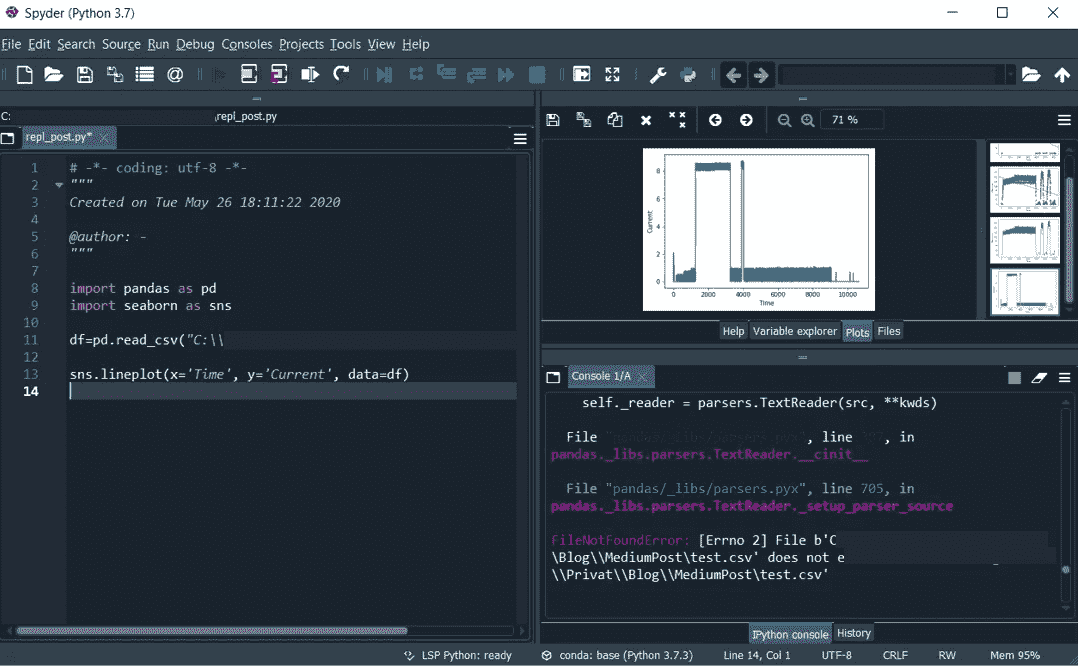 Spyder (Python 3.7)
File Edit Search Source Run Debug Consoles Projects Tools View Help
C: \repl_post.py
repl_post.py*
1 # -*- coding: utf-8 -*-
2 """
3 Created on Tue May 26 18:11:22 2020
4
5 @author: -
6 """
7
8 import pandas as pd
9 import seaborn as sns
10
11 df=pd.read_csv("C:\\
12
13 sns.lineplot(x='Time', y='Current', data=df)
14
71 %
8
6
4
2
0
Current
0 2000 4000 6000 8000 10000
Time
Help Variable explorer Plots Files
Console 1/A
self._reader = parsers.TextReader(src, **kwds)
File "pandas/_libs/parsers.pyx", line , in
pandas._libs.parsers.TextReader.__cinit__
File "pandas/_libs/parsers.pyx", line 705, in
pandas._libs.parsers.TextReader._setup_parser_source
FileNotFoundError: [Errno 2] File b'C
\Blog\\MediumPost\test.csv' does not e
\\Privat\\Blog\\MediumPost\test.csv'
IPython console History
LSP Python: ready conda: base (Python 3.7.3) Line 14, Col 1 UTF-8 CRLF RW Mem 95%